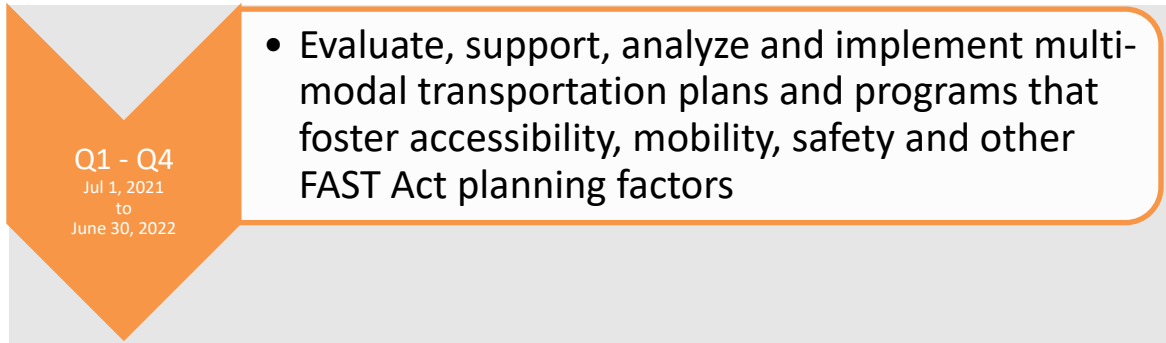 Q1 - Q4
Jul 1, 2021
to
June 30, 2022
• Evaluate, support, analyze and implement multi-
modal transportation plans and programs that
foster accessibility, mobility, safety and other
FAST Act planning factors